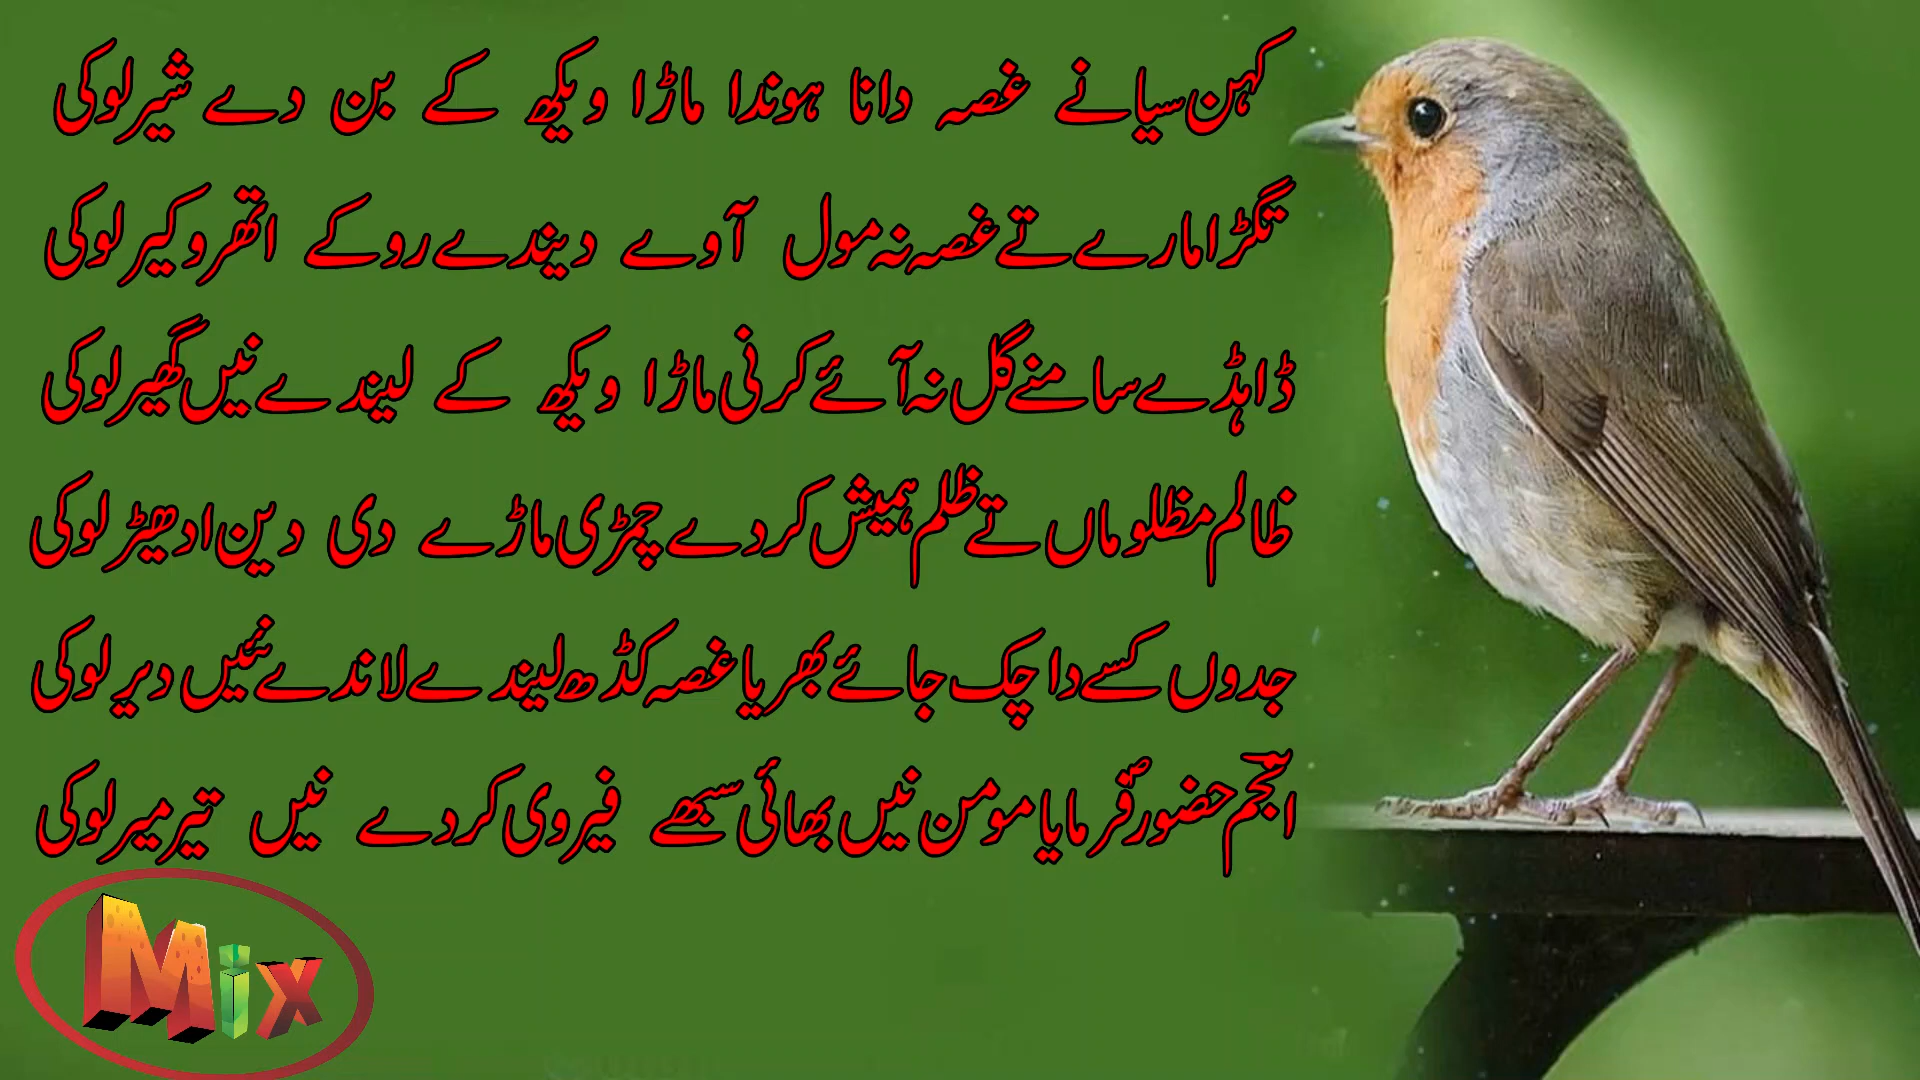 کہن سیانے غصہ دانا ہوندا ماڑا ویکھ کے بن دے شیر لوکی
تگڑا مارے تے غصہ نہ مول آوے دیندے روکے اتھرو کیر لوکی
ڈاہڈے سامنے گل نہ آئے کرنی ماڑا ویکھ کے لیندے نیں گھیر لوکی
ظالم مظلوماں تے ظلم ہمیش کردے چمڑی ماڑے دی دین ادھیڑ لوکی
جدوں کسے دا چک جائے بھریا غصہ کڈھ لیندے لاندے نئیں دیر لوکی
انجم حضورؐ فرمایا مومن نیں بھائی سبھے فیر وی کردے نیں تیر میر لوکی
Mix